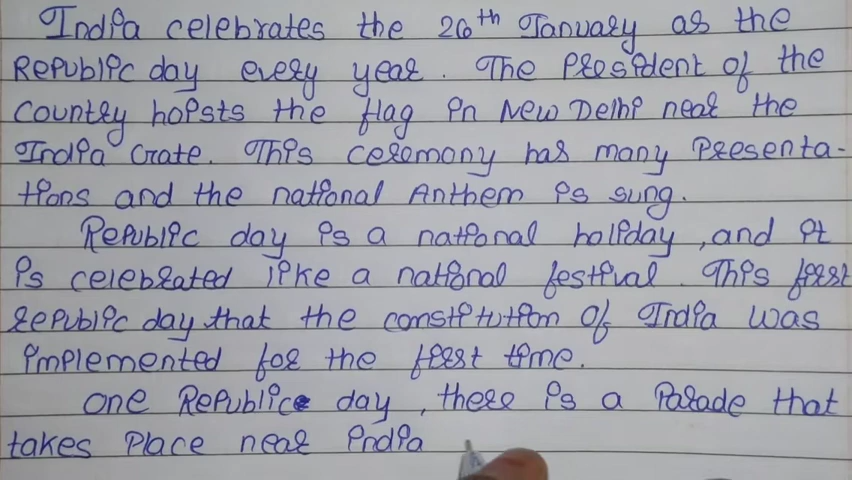 India celebrates the 26th January as the
Republic day every year. The President of the
Country hoists the flag in New Delhi near the
India Crate. This ceremony has many Presenta-
tions and the national Anthem is sung.
Republic day is a national holiday, and it
is celebrated like a national festival. This first
republic day that the constitution of India was
implemented for the first time.
One Republic day, there is a Parade that
takes Place near india